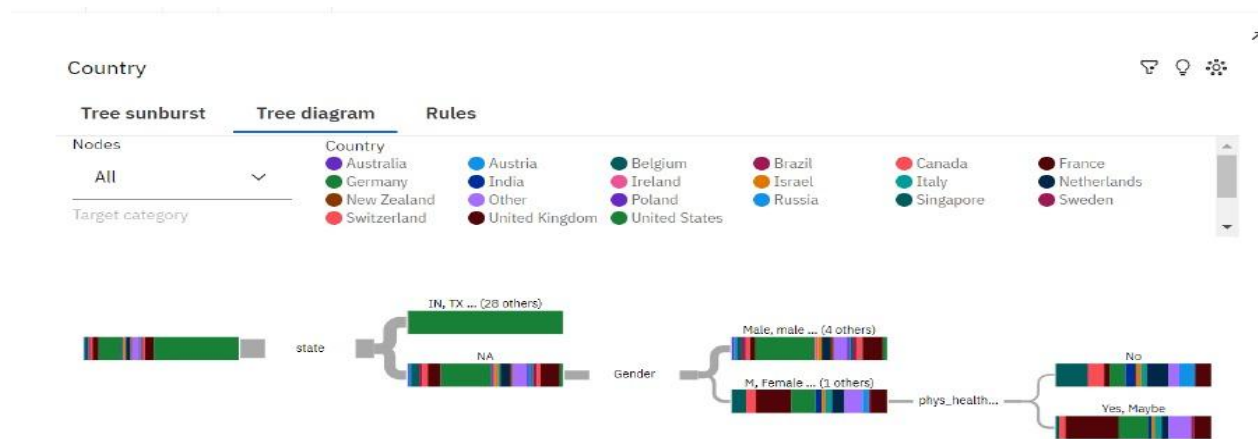 Country
Tree sunburst Tree diagram Rules
Nodes
All
Target category
Country
Australia Austria Belgium Brazil Canada France
Germany India Ireland Israel Italy Netherlands
New Zealand Other Poland Russia Singapore Sweden
Switzerland United Kingdom United States
IN, TX ... (28 others)
state
NA
Gender
Male, male ... (4 others)
M, Female ... (1 others)
phys_health...
No
Yes, Maybe